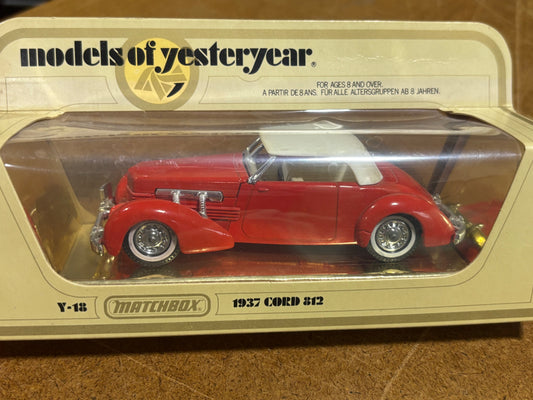 models of yesteryear®
FOR AGES 8 AND OVER.
A PARTIR DE 8 ANS. FÜR ALLE ALTERSGRUPPEN AB 8 JAHREN.
Y-18 MATCHBOX® 1937 CORD 812